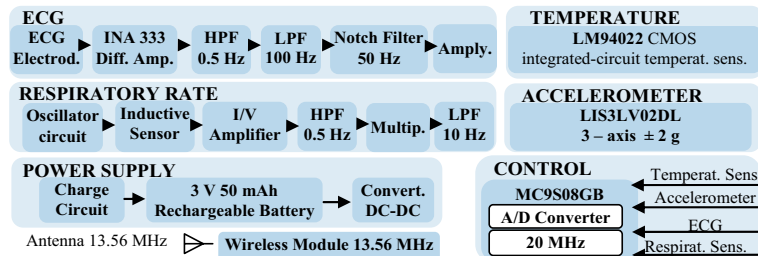 ECG
ECG Electrod.
INA 333 Diff. Amp.
HPF 0.5 Hz
LPF 100 Hz
Notch Filter 50 Hz
Amply.
TEMPERATURE
LM94022 CMOS
integrated-circuit temperat. sens.
RESPIRATORY RATE
Oscillator circuit
Inductive Sensor
I/V Amplifier
HPF 0.5 Hz
Multip.
LPF 10 Hz
ACCELEROMETER
LIS3LV02DL
3 – axis ± 2 g
POWER SUPPLY
Charge Circuit
3 V 50 mAh Rechargeable Battery
Convert. DC-DC
Antenna 13.56 MHz
Wireless Module 13.56 MHz
CONTROL
MC9S08GB
A/D Converter
20 MHz
Temperat. Sens
Accelerometer
ECG
Respirat. Sens.